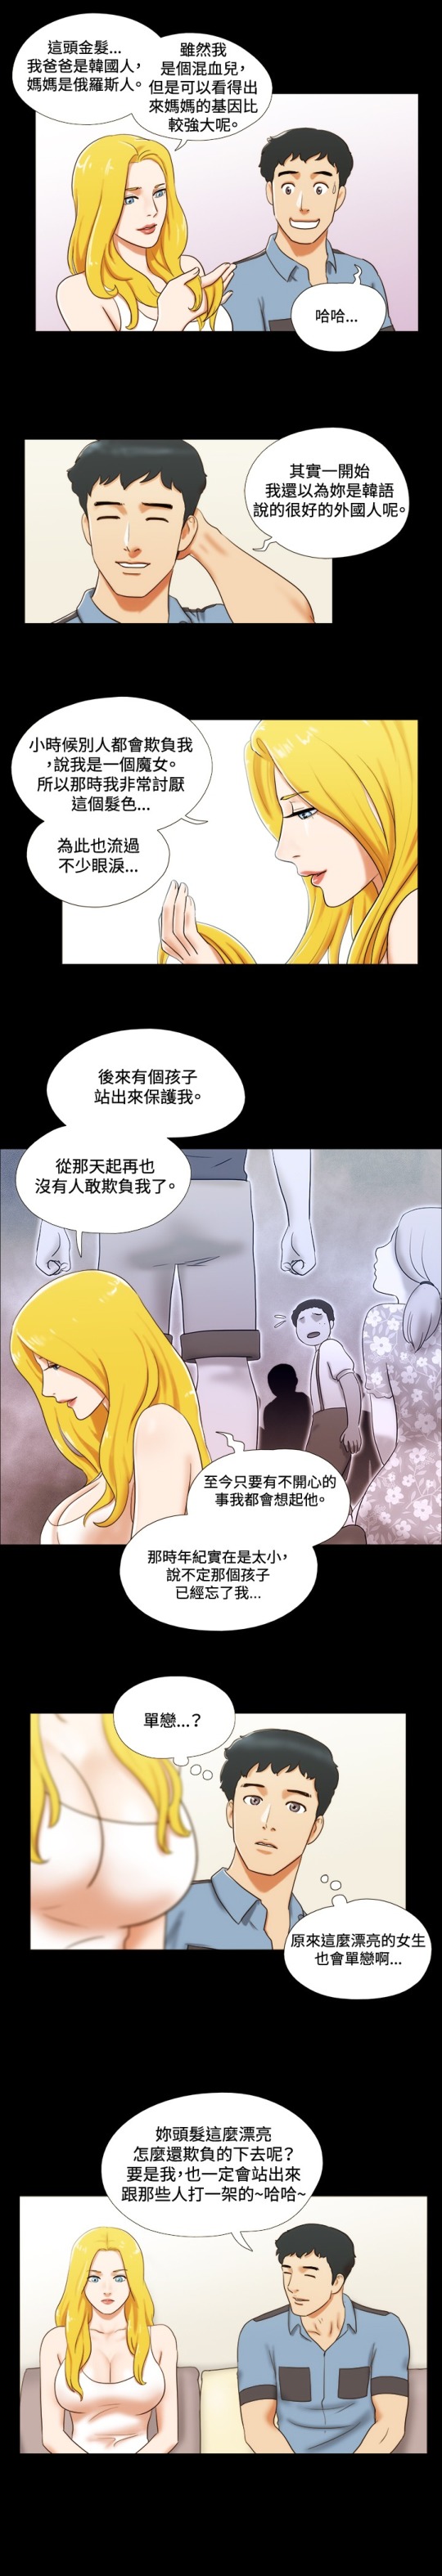 這頭金髮...
我爸爸是韓國人,
媽媽是俄羅斯人。
雖然我
是個混血兒,
但是可以看得出
來媽媽的基因比
較強大呢。
哈哈...
其實一開始
我還以為妳是韓語
說的很好的外國人呢。
小時候別人都會欺負我
,說我是一個魔女。
所以那時我非常討厭
這個髮色...
為此也流過
不少眼淚...
後來有個孩子
站出來保護我。
從那天起再也
沒有人敢欺負我了。
至今只要有不開心的
事我都會想起他。
那時年紀實在是太小,
說不定那個孩子
已經忘了我...
單戀...?
原來這麼漂亮的女生
也會單戀啊...
妳頭髮這麼漂亮
怎麼還欺負的下去呢?
要是我,也一定會站出來
跟那些人打一架的~哈哈~